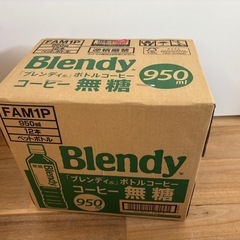 Blendy
「ブレンディ®」ボトルコーヒー
コーヒー 無糖
950ml
FAM1P
950ml
12本
ペットボトル
Blendy
「ブレンディ®」ボトルコーヒー
コーヒー 無糖
950